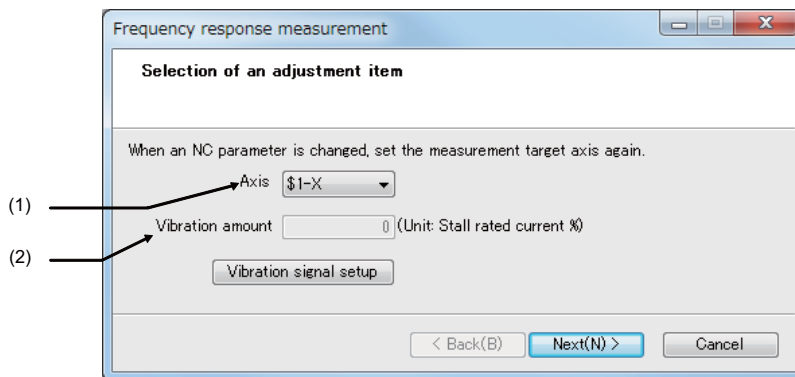 Frequency response measurement
Selection of an adjustment item
When an NC parameter is changed, set the measurement target axis again.
(1)
Axis $1-X
Vibration amount 0 (Unit: Stall rated current %)
(2)
Vibration signal setup
< Back(B) Next(N) > Cancel